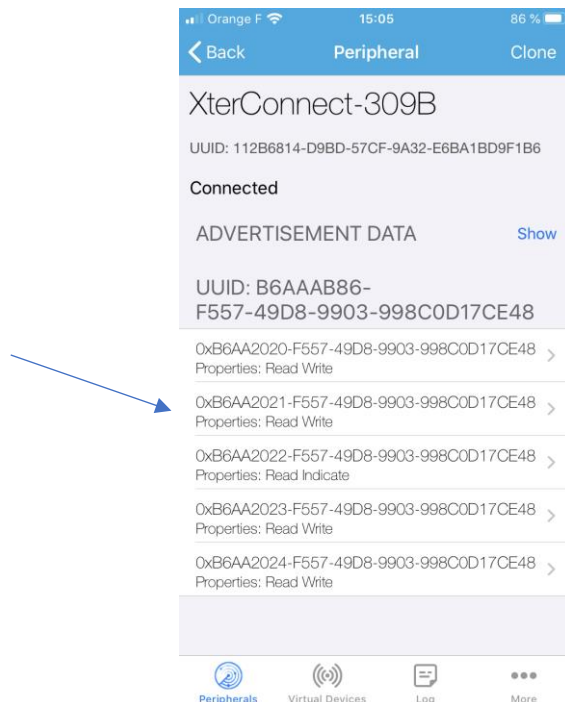 Orange F 15:05 86 %
Back Peripheral Clone
XterConnect-309B
UUID: 112B6814-D9BD-57CF-9A32-E6BA1BD9F1B6
Connected
ADVERTISEMENT DATA Show
UUID: B6AAAB86-
F557-49D8-9903-998C0D17CE48
0xB6AA2020-F557-49D8-9903-998C0D17CE48
Properties: Read Write
0xB6AA2021-F557-49D8-9903-998C0D17CE48
Properties: Read Write
0xB6AA2022-F557-49D8-9903-998C0D17CE48
Properties: Read Indicate
0xB6AA2023-F557-49D8-9903-998C0D17CE48
Properties: Read Write
0xB6AA2024-F557-49D8-9903-998C0D17CE48
Properties: Read Write
Peripherals Virtual Devices Log More